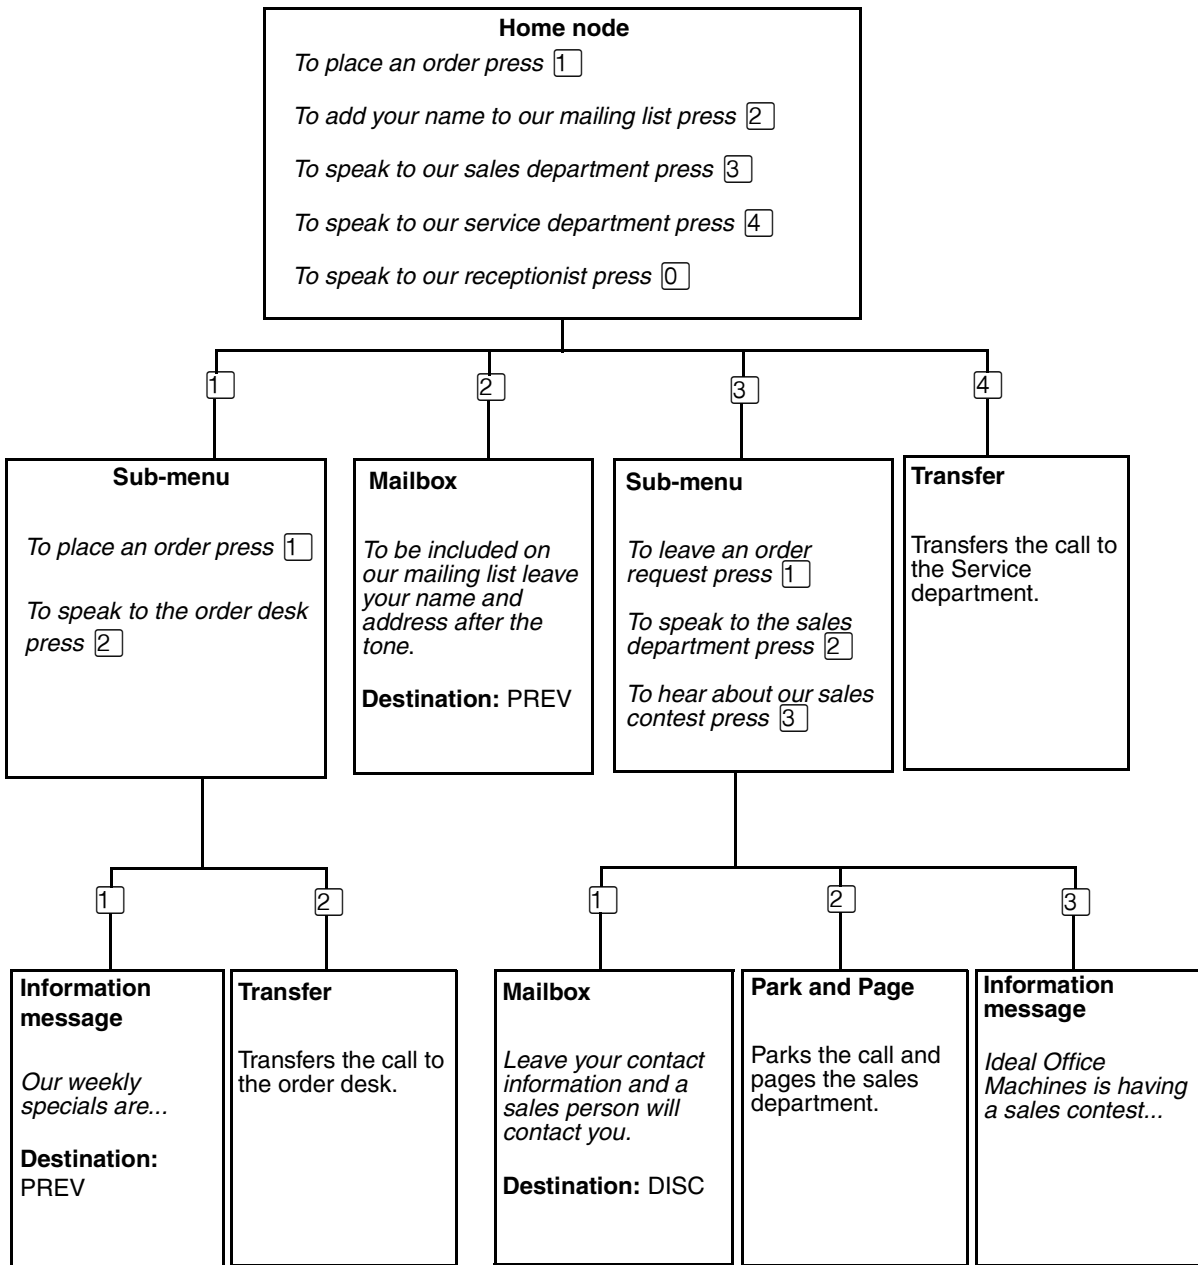 Home node
To place an order press 1
To add your name to our mailing list press 2
To speak to our sales department press 3
To speak to our service department press 4
To speak to our receptionist press 0
1
2
3
4
Sub-menu
To place an order press 1
To speak to the order desk
press 2
Mailbox
To be included on
our mailing list leave
your name and
address after the
tone.
Destination: PREV
Sub-menu
To leave an order
request press 1
To speak to the sales
department press 2
To hear about our sales
contest press 3
Transfer
Transfers the call to
the Service
department.
1
2
1
2
3
Information
message
Our weekly
specials are...
Destination:
PREV
Transfer
Transfers the call to
the order desk.
Mailbox
Leave your contact
information and a
sales person will
contact you.
Destination: DISC
Park and Page
Parks the call and
pages the sales
department.
Information
message
Ideal Office
Machines is having
a sales contest...